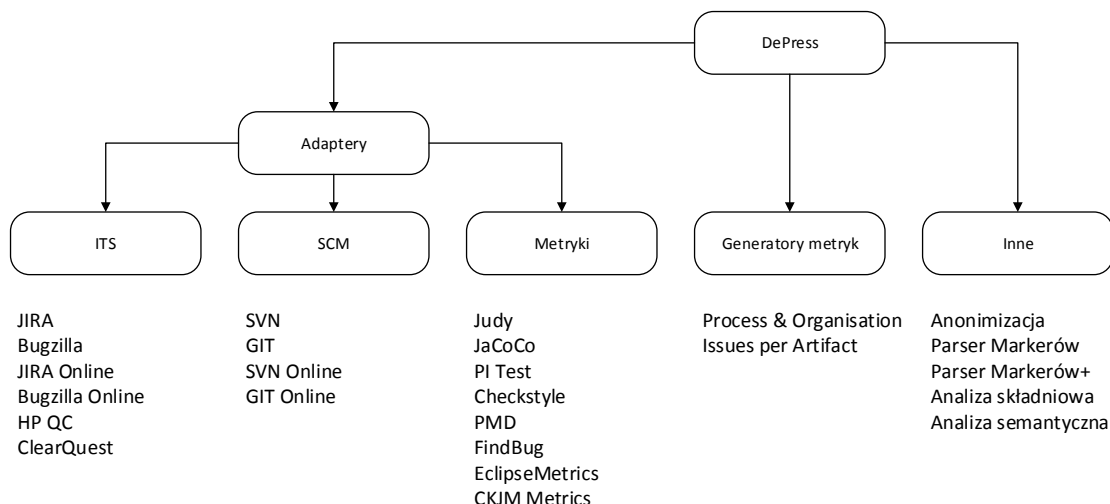 DePress
Adaptery
ITS
SCM
Metryki
Generatory metryk
Inne
JIRA
Bugzilla
JIRA Online
Bugzilla Online
HP QC
ClearQuest
SVN
GIT
SVN Online
GIT Online
Judy
JaCoCo
PI Test
Checkstyle
PMD
FindBug
EclipseMetrics
CKJM Metrics
Process & Organisation
Issues per Artifact
Anonimizacja
Parser Markerów
Parser Markerów+
Analiza składniowa
Analiza semantyczna